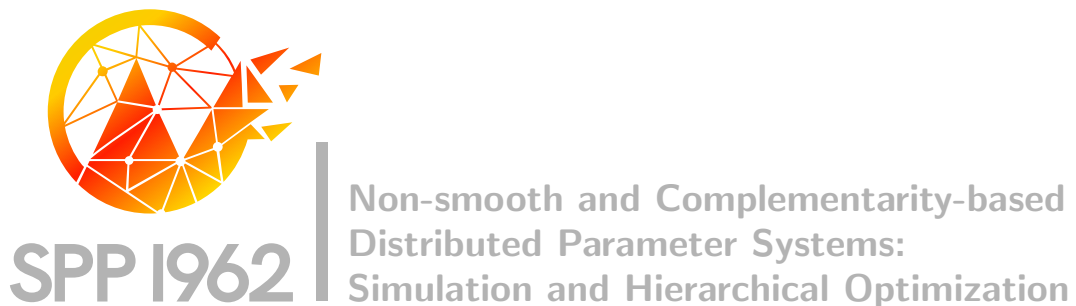 SPP 1962
Non-smooth and Complementarity-based
Distributed Parameter Systems:
Simulation and Hierarchical Optimization